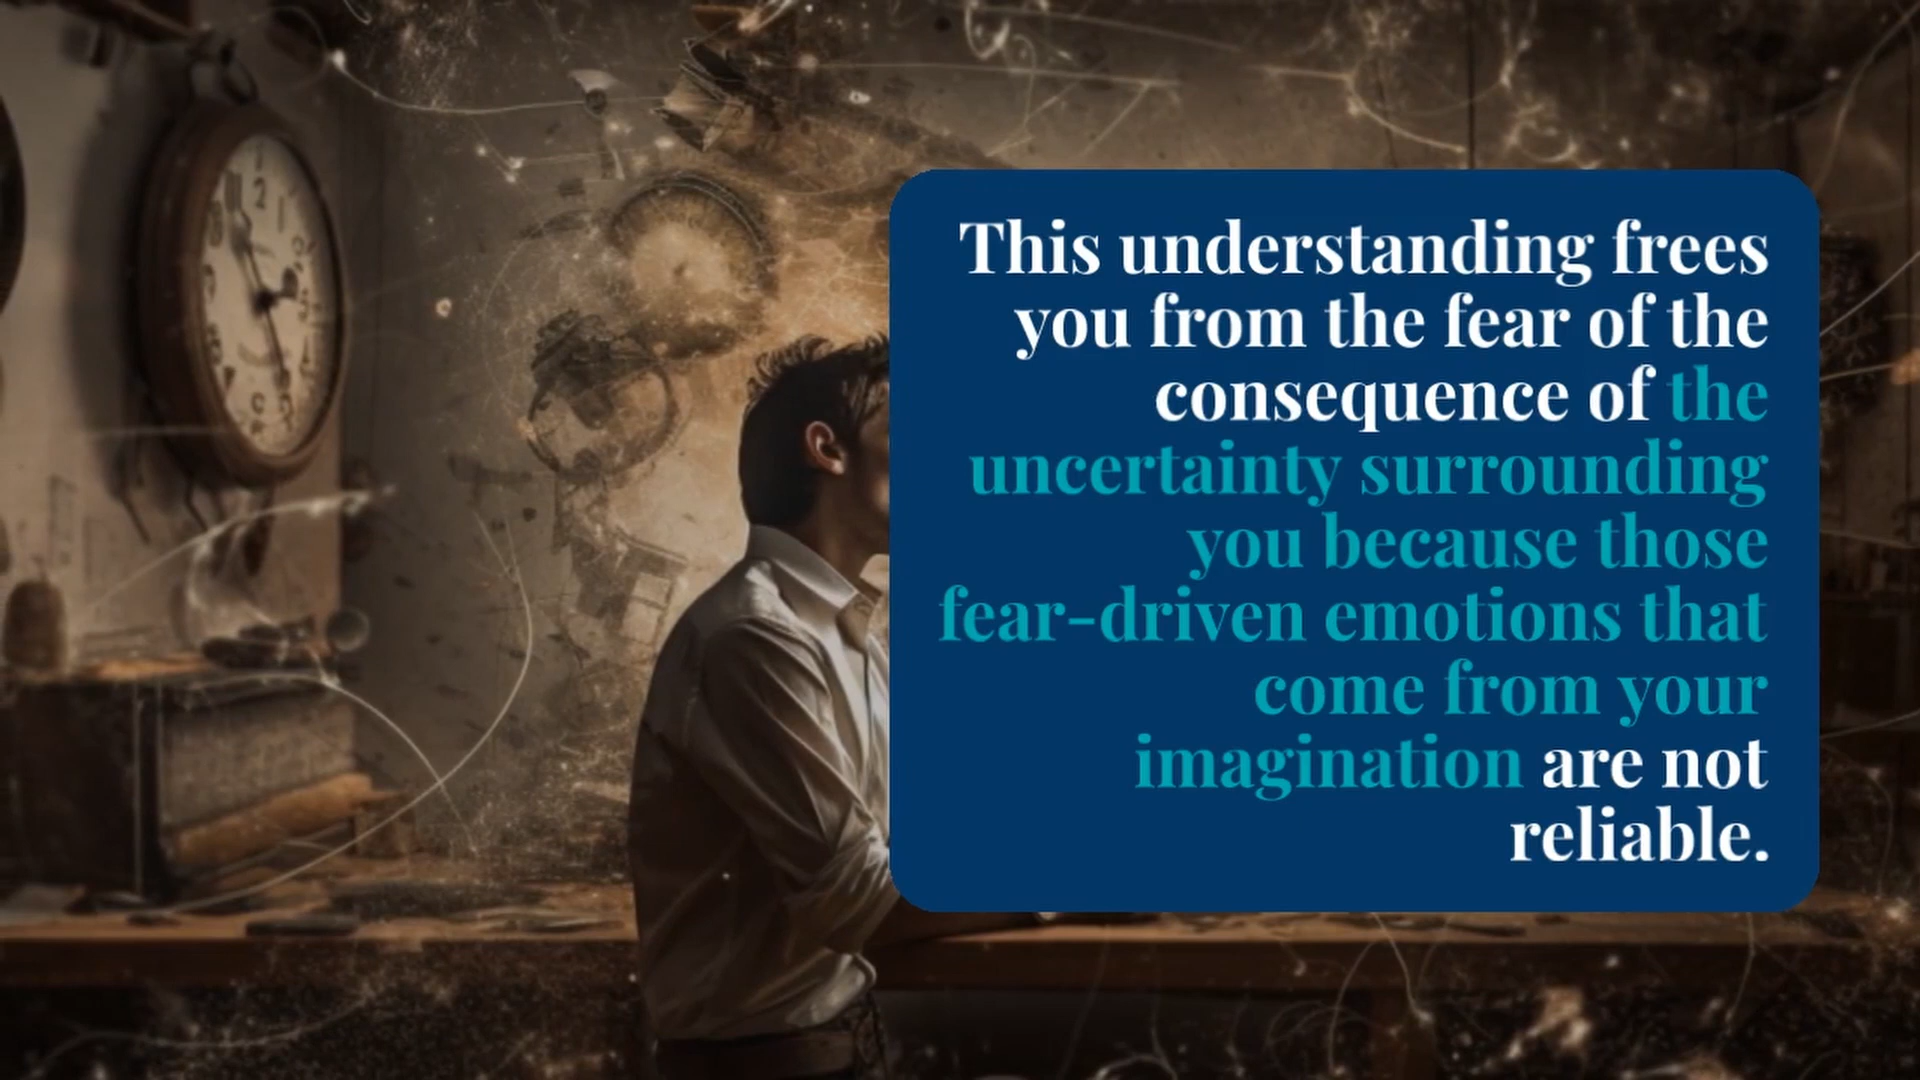 This understanding frees
you from the fear of the
consequence of the
uncertainty surrounding
you because those
fear-driven emotions that
come from your
imagination are not
reliable.